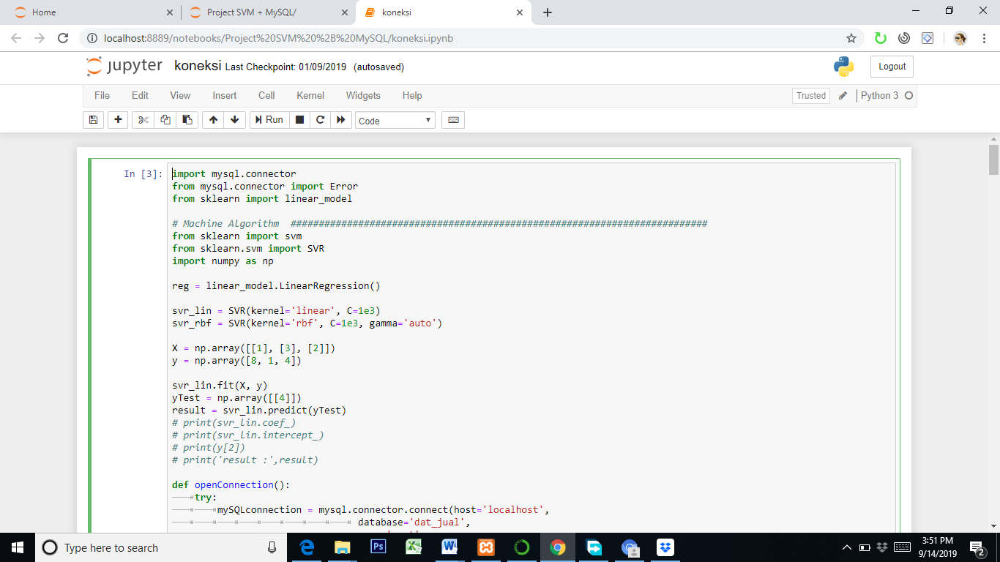 Home
Project SVM + MySQL/
koneksi
localhost:8889/notebooks/Project%20SVM%20%2B%20MySQL/koneksi.ipynb
jupyter koneksi Last Checkpoint: 01/09/2019 (autosaved)
Logout
File Edit View Insert Cell Kernel Widgets Help
Trusted
Python 3
Run
Code
In [3]:
import mysql.connector
from mysql.connector import Error
from sklearn import linear_model
# Machine Algorithm ##########################################################################
from sklearn import svm
from sklearn.svm import SVR
import numpy as np
reg = linear_model.LinearRegression()
svr_lin = SVR(kernel='linear', C=1e3)
svr_rbf = SVR(kernel='rbf', C=1e3, gamma='auto')
X = np.array([[1], [3], [2]])
y = np.array([8, 1, 4])
svr_lin.fit(X, y)
yTest = np.array([[4]])
result = svr_lin.predict(yTest)
# print(svr_lin.coef_)
# print(svr_lin.intercept_)
# print(y[2])
# print('result :',result)
def openConnection():
try:
mySQLconnection = mysql.connector.connect(host='localhost',
database='dat_jual',
Type here to search
Ps
3:51 PM
9/14/2019
2